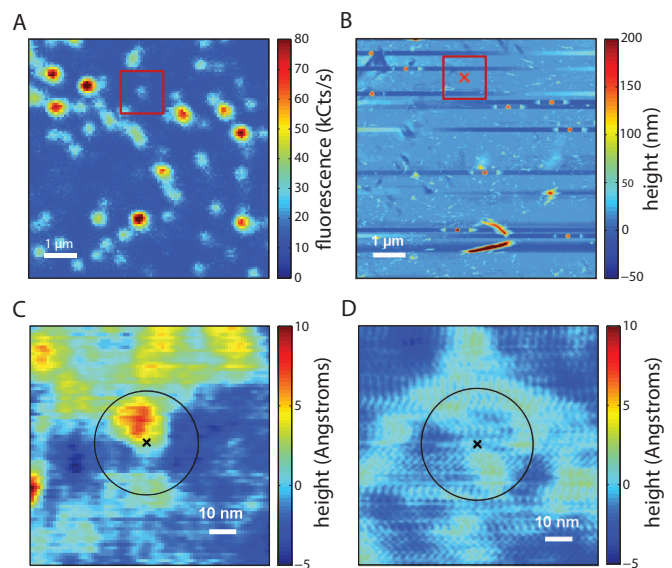 A
80
70
60
50
40
30
20
10
0
fluorescence (kCts/s)
1 µm
B
200
150
100
50
0
−50
height (nm)
1 µm
C
10
5
0
−5
height (Angstroms)
10 nm
D
10
5
0
−5
height (Angstroms)
10 nm